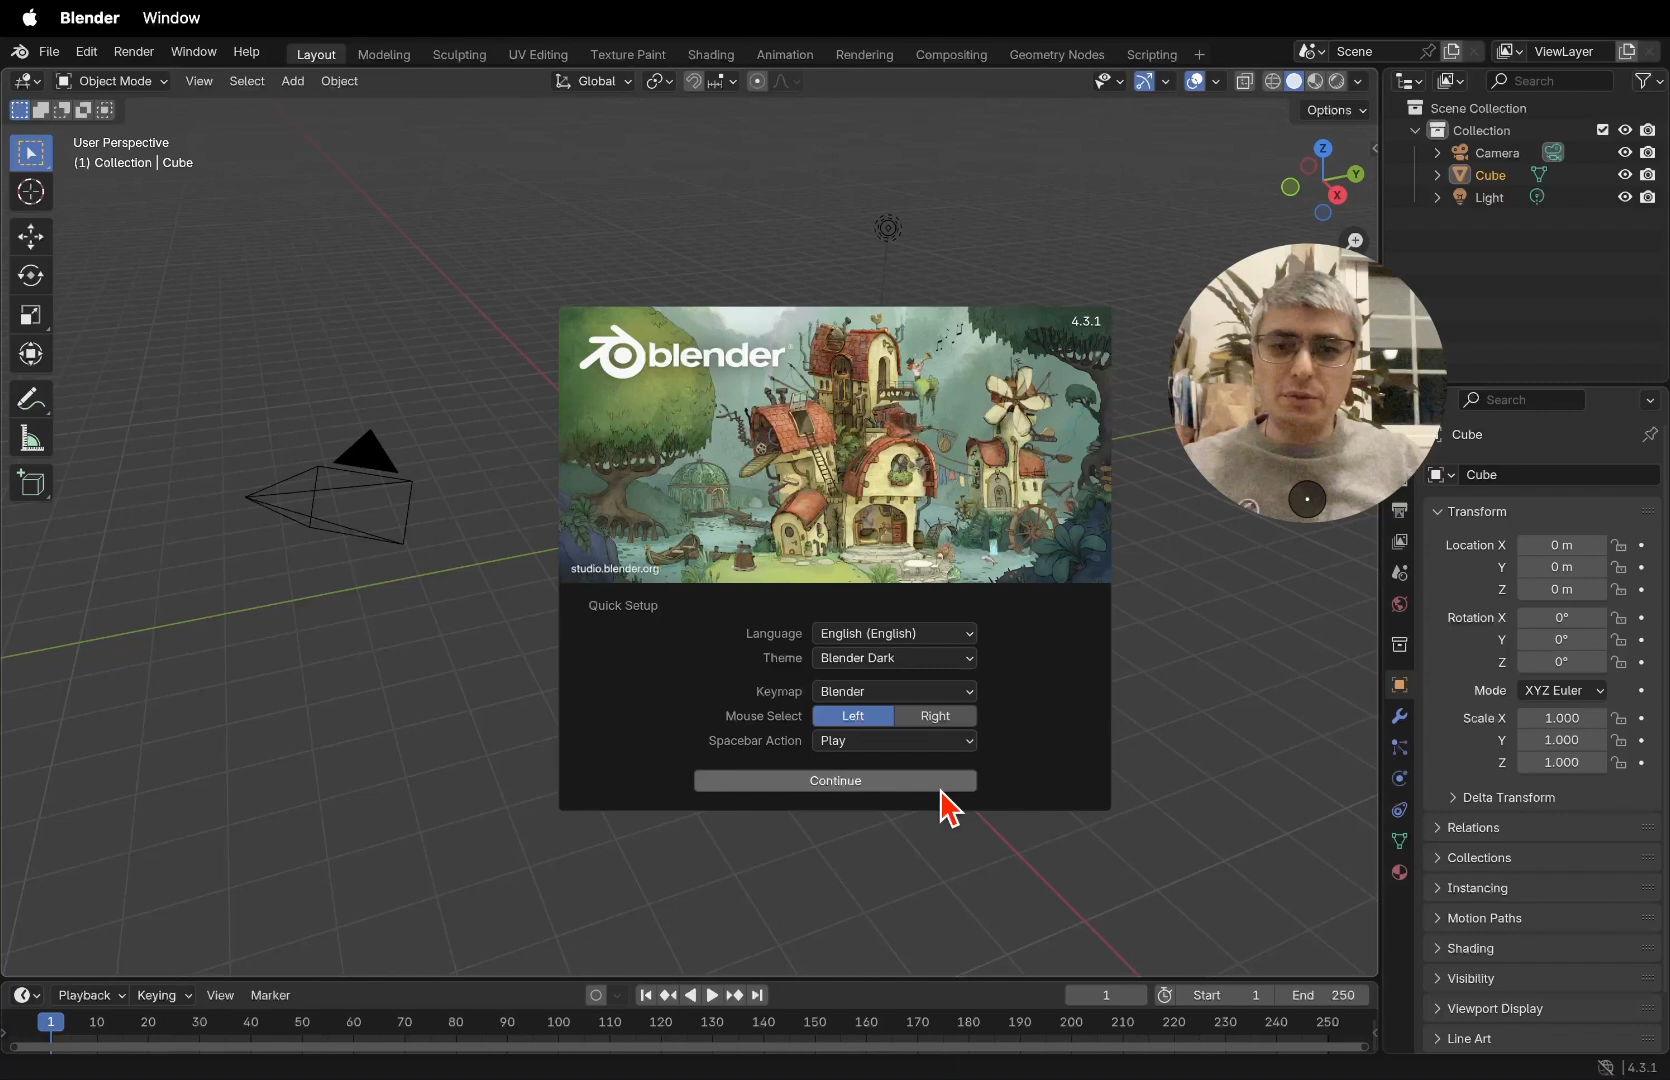 Blender Window
File Edit Render Window Help Layout Modeling Sculpting UV Editing Texture Paint Shading Animation Rendering Compositing Geometry Nodes Scripting + Scene ViewLayer
Object Mode View Select Add Object Global Search
Options
User Perspective
(1) Collection | Cube
Z
Y
X
Scene Collection
Collection
Camera
Cube
Light
4.3.1
blender
studio.blender.org
Quick Setup
Language English (English)
Theme Blender Dark
Keymap Blender
Mouse Select Left Right
Spacebar Action Play
Continue
Search
Cube
Cube
Transform
Location X 0 m
Y 0 m
Z 0 m
Rotation X 0°
Y 0°
Z 0°
Mode XYZ Euler
Scale X 1.000
Y 1.000
Z 1.000
Delta Transform
Relations
Collections
Instancing
Motion Paths
Shading
Visibility
Viewport Display
Line Art
Playback Keying View Marker 1 Start 1 End 250
1 10 20 30 40 50 60 70 80 90 100 110 120 130 140 150 160 170 180 190 200 210 220 230 240 250
4.3.1